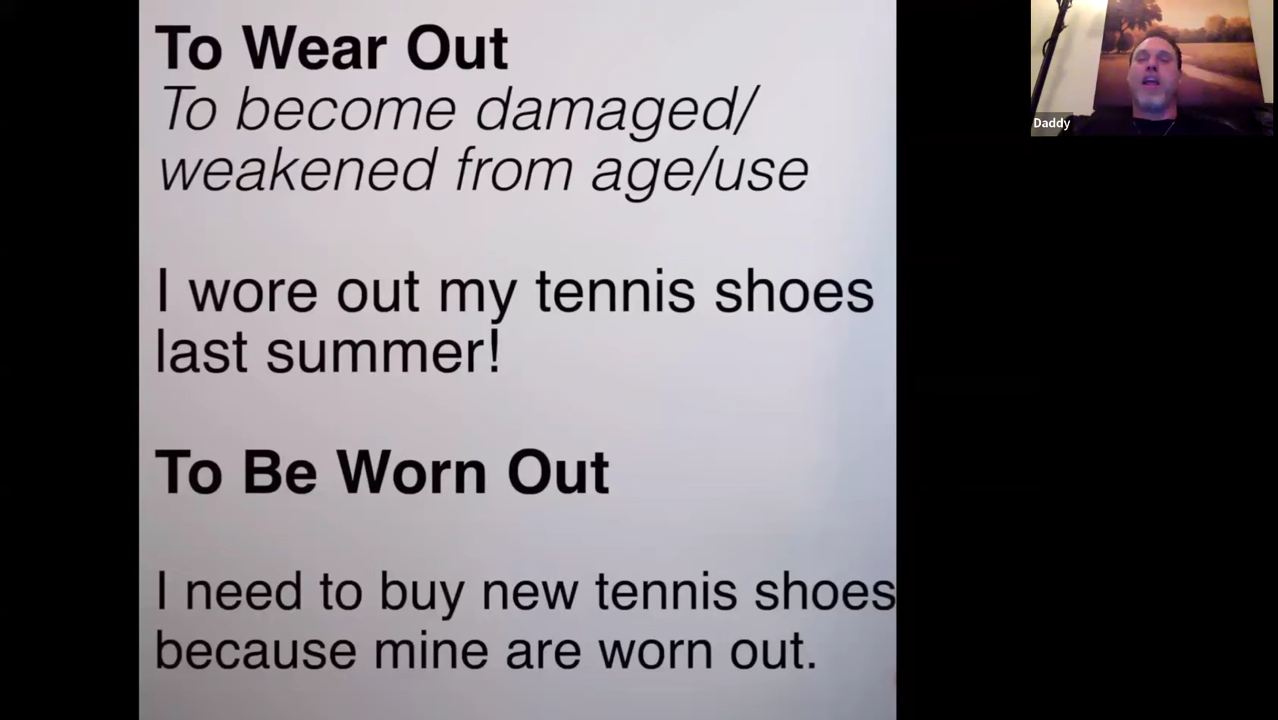 To Wear Out
To become damaged/
weakened from age/use
I wore out my tennis shoes
last summer!
To Be Worn Out
I need to buy new tennis shoes
because mine are worn out.
Daddy